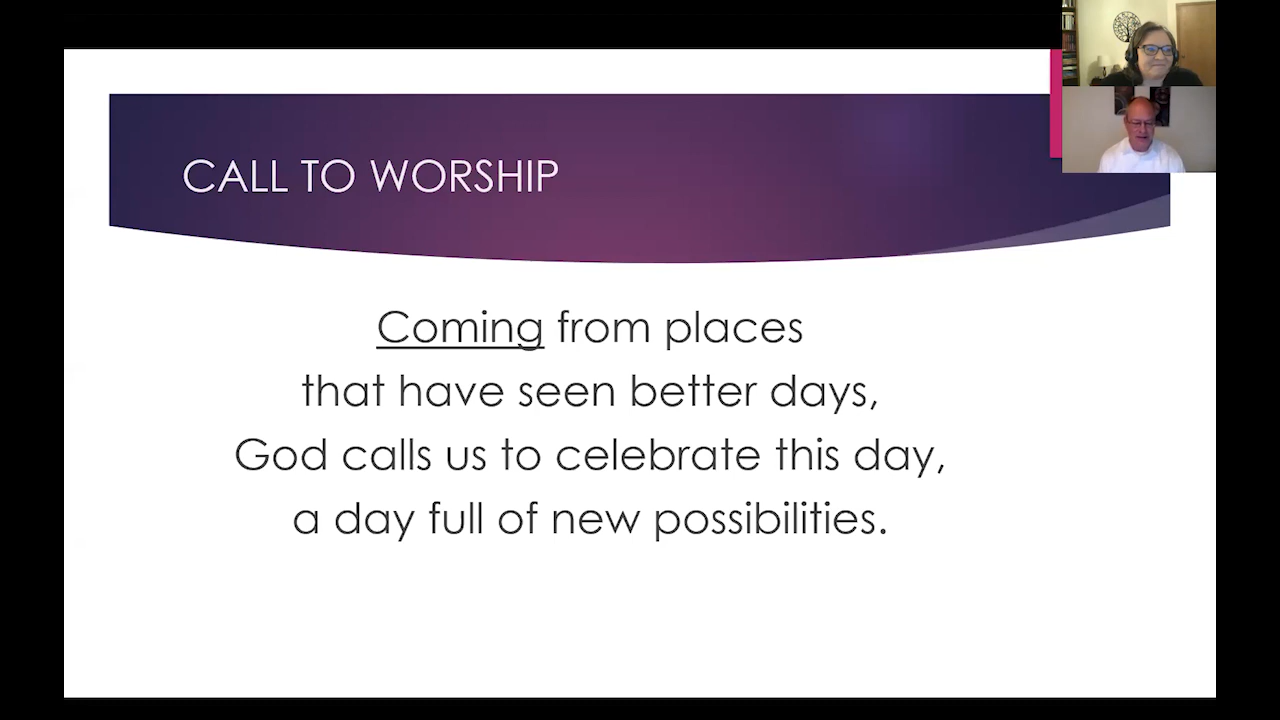 CALL TO WORSHIP
Coming from places
that have seen better days,
God calls us to celebrate this day,
a day full of new possibilities.